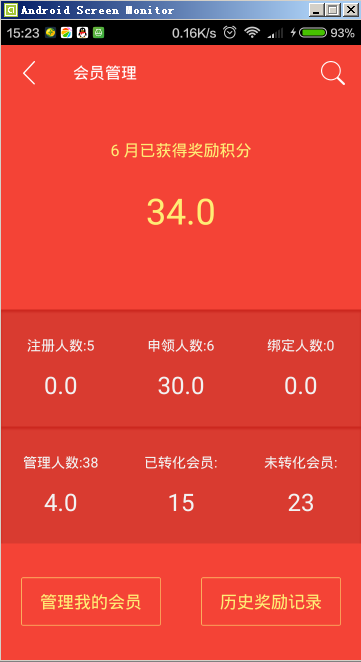 Android Screen Monitor
15:23 0.16K/s 93%
会员管理
6 月已获得奖励积分
34.0
注册人数:5 申领人数:6 绑定人数:0
0.0 30.0 0.0
管理人数:38 已转化会员: 未转化会员:
4.0 15 23
管理我的会员 历史奖励记录